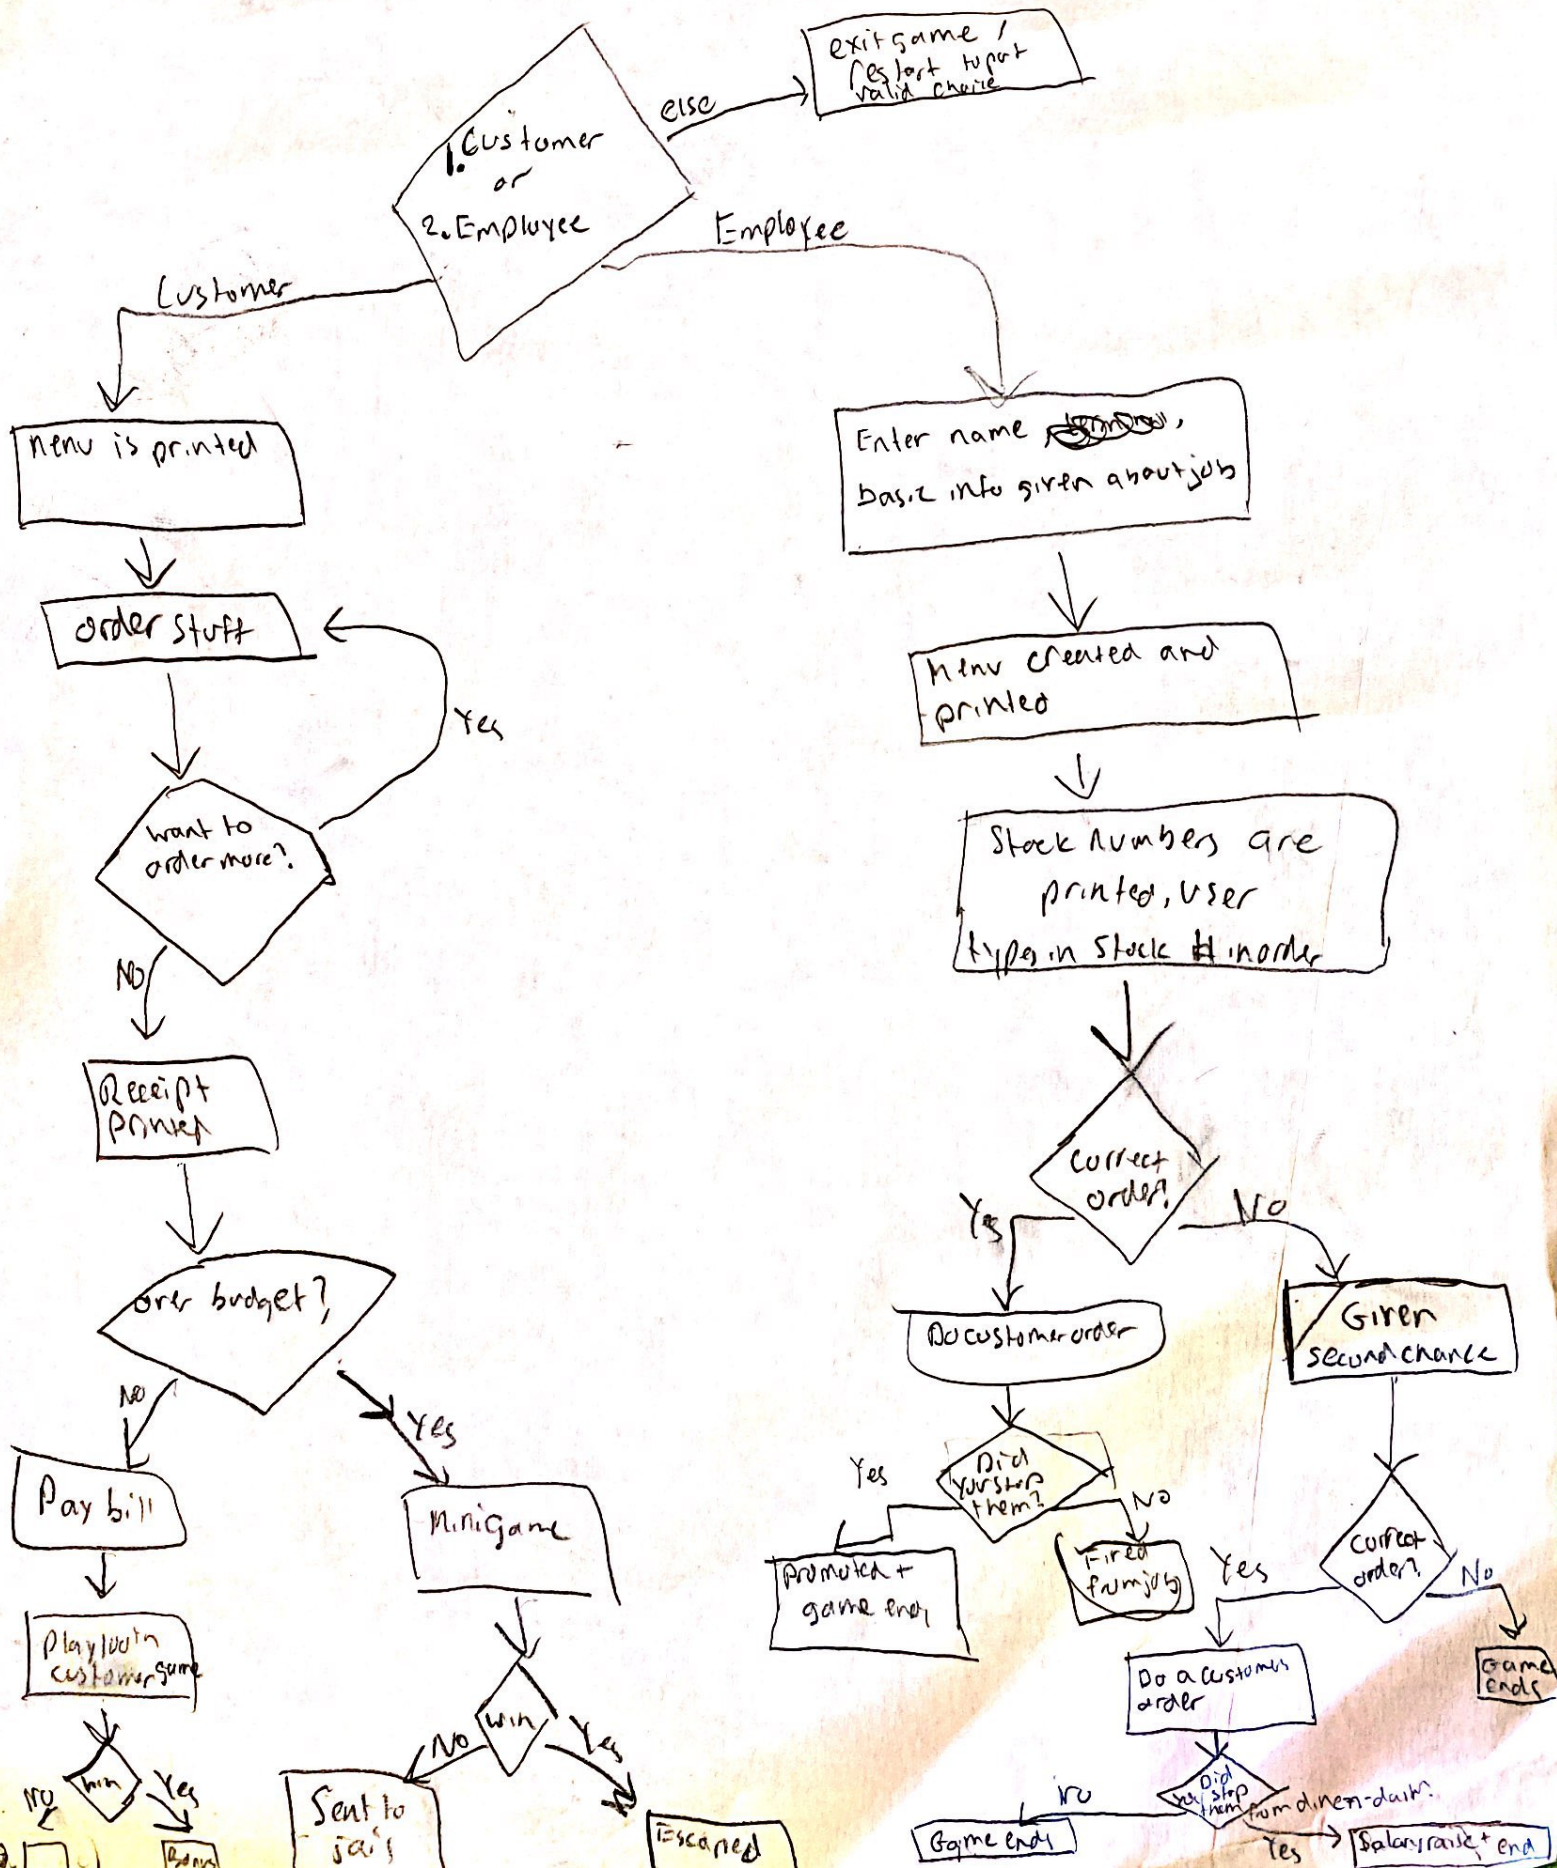 exit game /
restart to put
valid choice
else
1. Customer
or
2. Employee
Employee
Customer
Menu is printed
Enter name
basic info given about job
order stuff
Yes
Menu created and
printed
want to
order more?
Stock numbers are
printed, user
types in stock # in order
No
Receipt
printed
Correct
order?
Yes
No
over budget?
Do customer order
Given
second chance
No
Yes
Did
you stop
them?
Yes
No
Pay bill
Minigame
Promoted +
game ends
Fired
from job
Correct
order?
Yes
No
Play
customer game
Do a customers
order
Game
ends
win
No
Yes
win
No
Yes
Did
you stop
them from dine n-dash?
No
Yes
Sent to
jail
Escaped
Game ends
Salary raise + end
Bonus